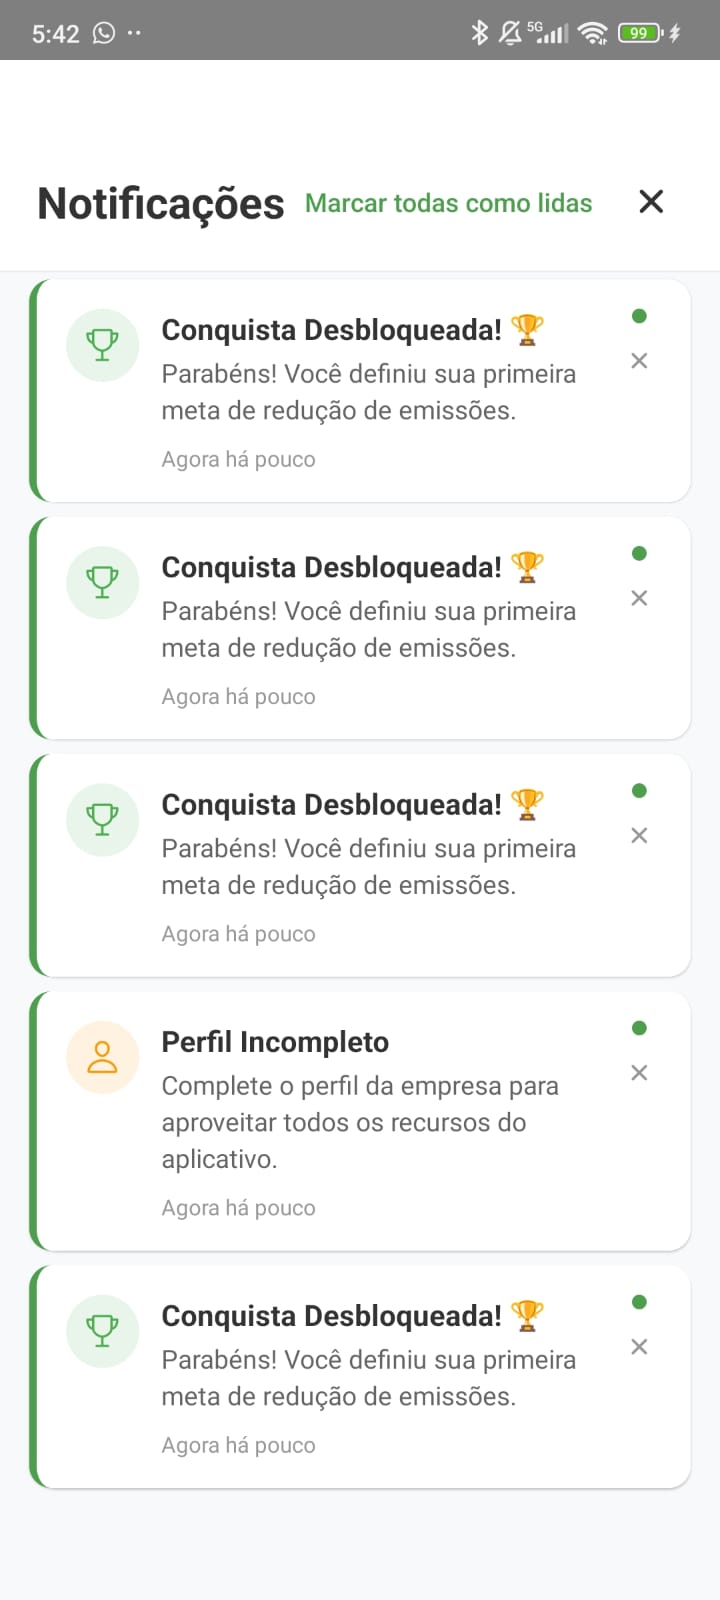 5:42
5G
99
Notificações Marcar todas como lidas
Conquista Desbloqueada! 🏆
Parabéns! Você definiu sua primeira
meta de redução de emissões.
Agora há pouco
Conquista Desbloqueada! 🏆
Parabéns! Você definiu sua primeira
meta de redução de emissões.
Agora há pouco
Conquista Desbloqueada! 🏆
Parabéns! Você definiu sua primeira
meta de redução de emissões.
Agora há pouco
Perfil Incompleto
Complete o perfil da empresa para
aproveitar todos os recursos do
aplicativo.
Agora há pouco
Conquista Desbloqueada! 🏆
Parabéns! Você definiu sua primeira
meta de redução de emissões.
Agora há pouco